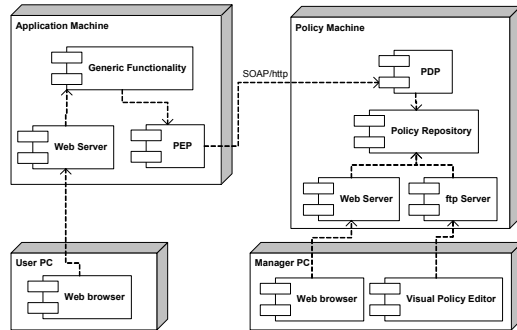 Application Machine
Generic Functionality
Web Server
PEP
SOAP/http
Policy Machine
PDP
Policy Repository
Web Server
ftp Server
User PC
Web browser
Manager PC
Web browser
Visual Policy Editor